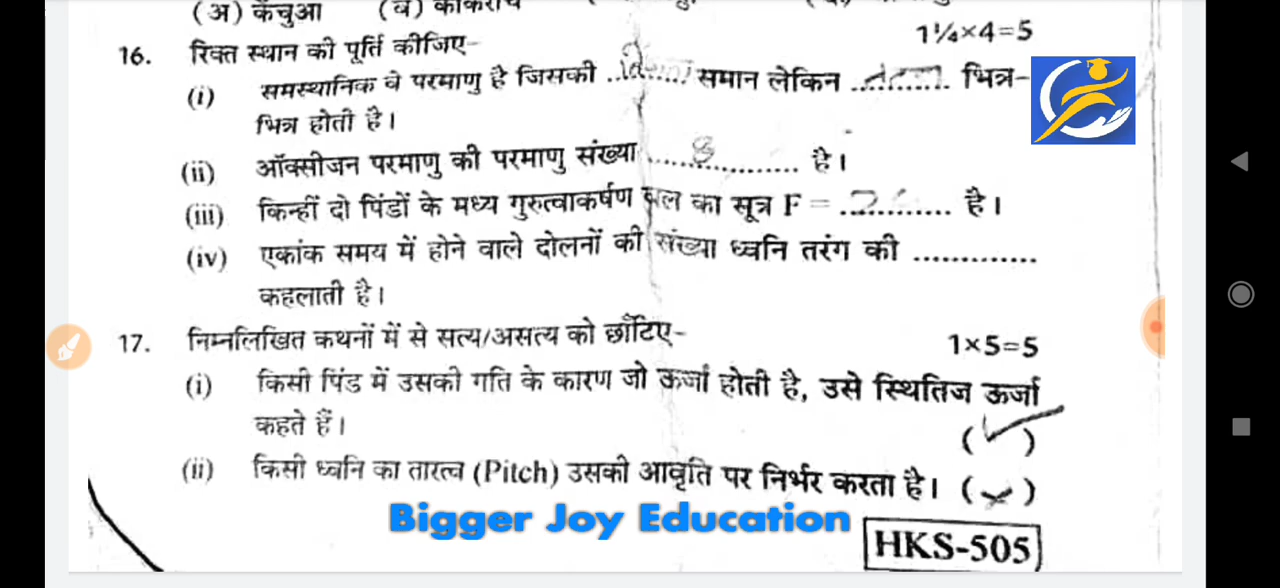 (अ) केंचुआ (ब)
16. रिक्त स्थान की पूर्ति कीजिए– 1¼×4=5
(i) समस्थानिक वे परमाणु है जिसकी ............ समान लेकिन ............ भिन्न–
भिन्न होती है।
(ii) ऑक्सीजन परमाणु की परमाणु संख्या ......8......... है।
(iii) किन्हीं दो पिंडों के मध्य गुरुत्वाकर्षण बल का सूत्र F = ............ है।
(iv) एकांक समय में होने वाले दोलनों की संख्या ध्वनि तरंग की .............
कहलाती है।
17. निम्नलिखित कथनों में से सत्य/असत्य को छाँटिए– 1×5=5
(i) किसी पिंड में उसकी गति के कारण जो ऊर्जा होती है, उसे स्थितिज ऊर्जा
कहते हैं। (✓)
(ii) किसी ध्वनि का तारत्व (Pitch) उसकी आवृति पर निर्भर करता है। (×)
Bigger Joy Education
HKS-505